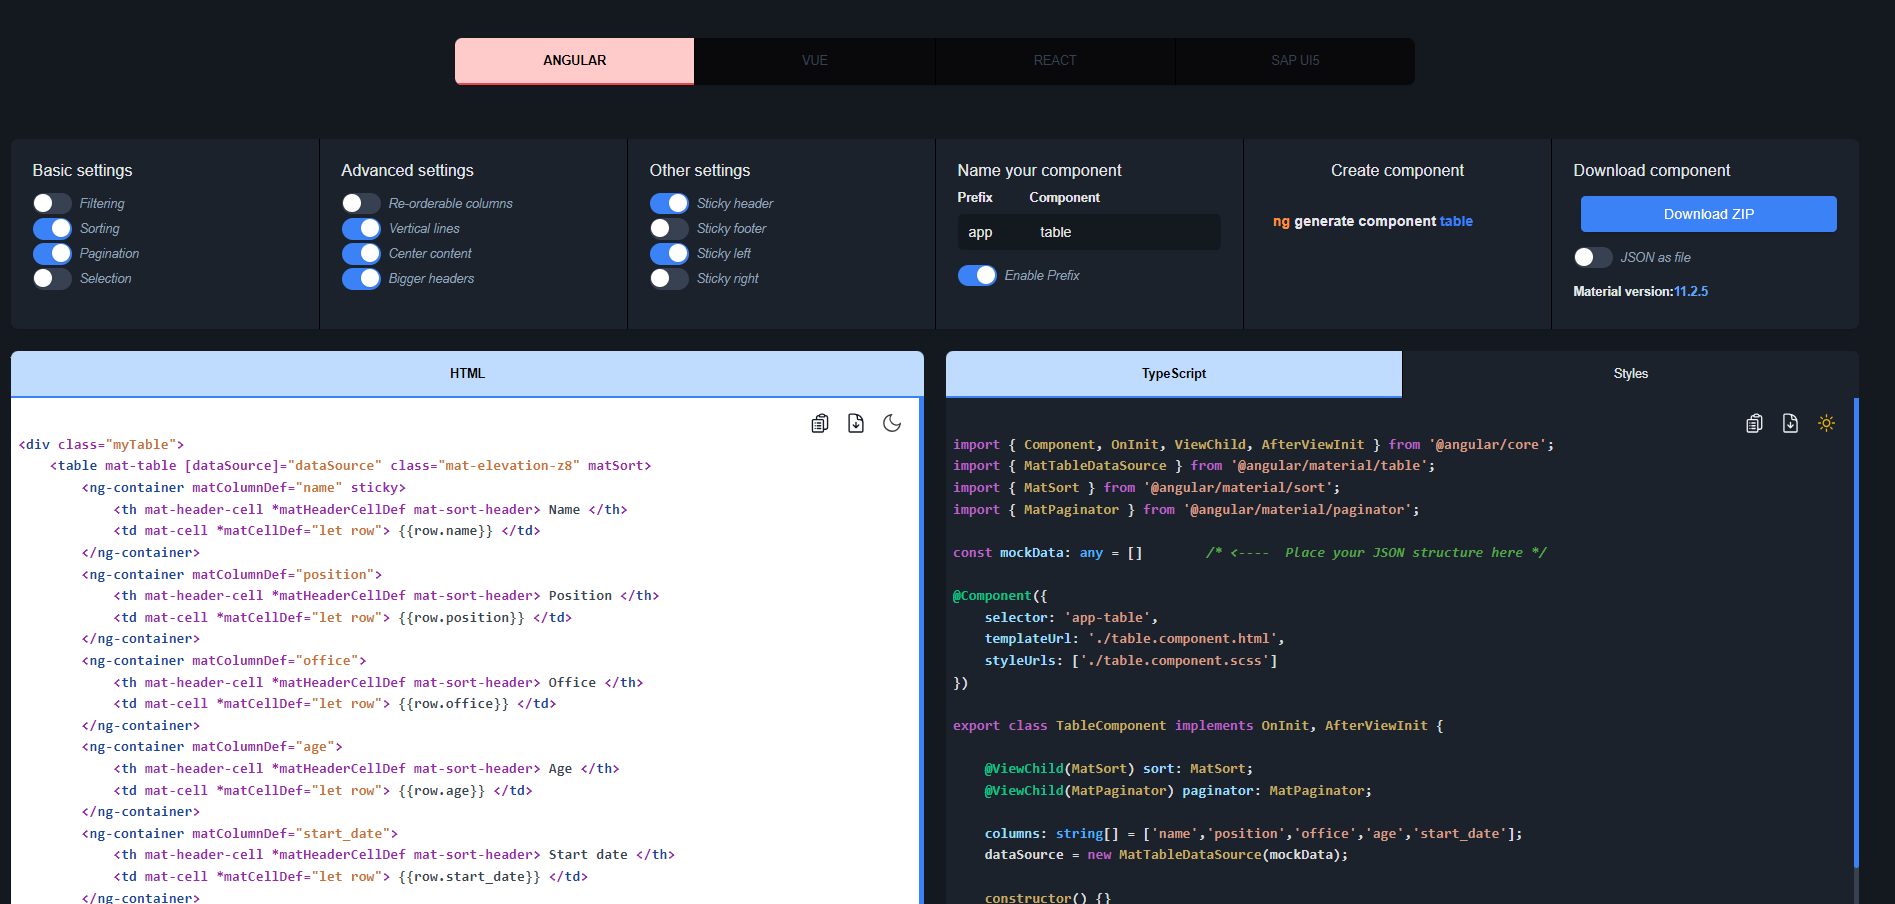 ANGULAR VUE REACT SAP UI5
Basic settings
Filtering
Sorting
Pagination
Selection
Advanced settings
Re-orderable columns
Vertical lines
Center content
Bigger headers
Other settings
Sticky header
Sticky footer
Sticky left
Sticky right
Name your component
Prefix Component
app table
Enable Prefix
Create component
ng generate component table
Download component
Download ZIP
JSON as file
Material version:11.2.5
HTML
<div class="myTable">
    <table mat-table [dataSource]="dataSource" class="mat-elevation-z8" matSort>
        <ng-container matColumnDef="name" sticky>
            <th mat-header-cell *matHeaderCellDef mat-sort-header> Name </th>
            <td mat-cell *matCellDef="let row"> {{row.name}} </td>
        </ng-container>
        <ng-container matColumnDef="position">
            <th mat-header-cell *matHeaderCellDef mat-sort-header> Position </th>
            <td mat-cell *matCellDef="let row"> {{row.position}} </td>
        </ng-container>
        <ng-container matColumnDef="office">
            <th mat-header-cell *matHeaderCellDef mat-sort-header> Office </th>
            <td mat-cell *matCellDef="let row"> {{row.office}} </td>
        </ng-container>
        <ng-container matColumnDef="age">
            <th mat-header-cell *matHeaderCellDef mat-sort-header> Age </th>
            <td mat-cell *matCellDef="let row"> {{row.age}} </td>
        </ng-container>
        <ng-container matColumnDef="start_date">
            <th mat-header-cell *matHeaderCellDef mat-sort-header> Start date </th>
            <td mat-cell *matCellDef="let row"> {{row.start_date}} </td>
        </ng-container>
TypeScript Styles
import { Component, OnInit, ViewChild, AfterViewInit } from '@angular/core';
import { MatTableDataSource } from '@angular/material/table';
import { MatSort } from '@angular/material/sort';
import { MatPaginator } from '@angular/material/paginator';
const mockData: any = []        /* <----  Place your JSON structure here */
@Component({
    selector: 'app-table',
    templateUrl: './table.component.html',
    styleUrls: ['./table.component.scss']
})
export class TableComponent implements OnInit, AfterViewInit {
    @ViewChild(MatSort) sort: MatSort;
    @ViewChild(MatPaginator) paginator: MatPaginator;
    columns: string[] = ['name','position','office','age','start_date'];
    dataSource = new MatTableDataSource(mockData);
    constructor() {}